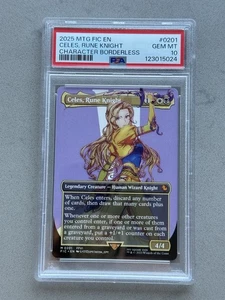 2025 MTG FIC EN #0201
CELES, RUNE KNIGHT GEM MT
CHARACTER BORDERLESS 10
PSA 123015024
Celes, Rune Knight
Legendary Creature — Human Wizard Knight
When Celes enters, discard any number
of cards, then draw that many cards plus
one.
Whenever one or more other creatures
you control enter, if one or more of them
entered from a graveyard or was cast from
a graveyard, put a +1/+1 counter on each
creature you control.
4/4